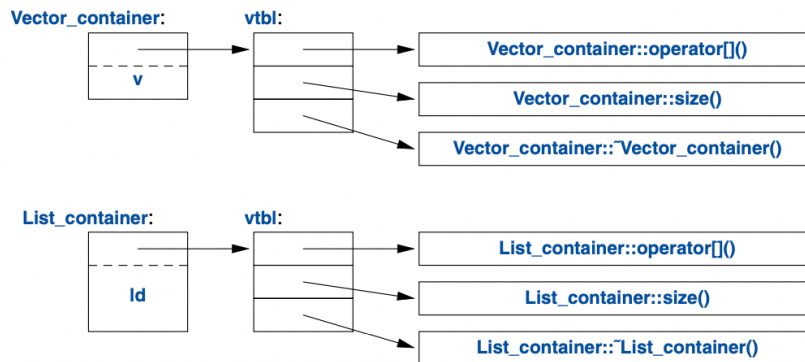 Vector_container:
vtbl:
Vector_container::operator[]()
v
Vector_container::size()
Vector_container::˜Vector_container()
List_container:
vtbl:
List_container::operator[]()
ld
List_container::size()
List_container::˜List_container()